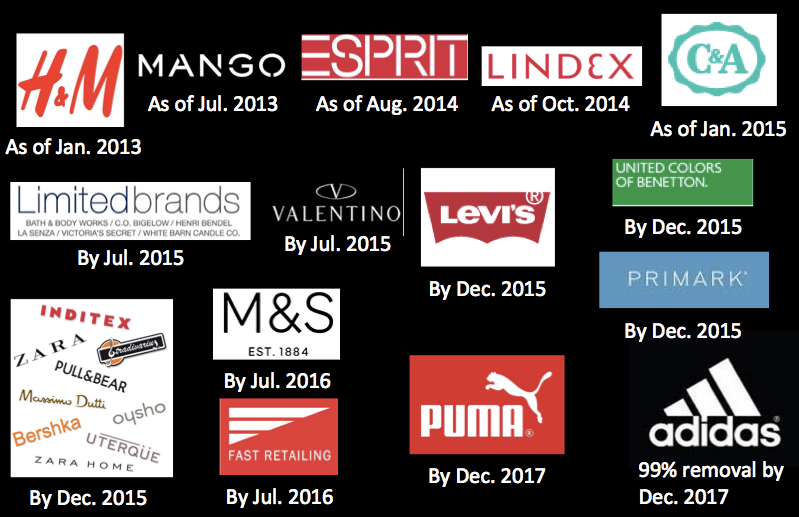 H&M
As of Jan. 2013
MANGO
As of Jul. 2013
ESPRIT
As of Aug. 2014
LINDEX
As of Oct. 2014
C&A
As of Jan. 2015
Limitedbrands
BATH & BODY WORKS / C.O. BIGELOW / HENRI BENDEL
LA SENZA / VICTORIA'S SECRET / WHITE BARN CANDLE CO.
By Jul. 2015
V
VALENTINO
By Jul. 2015
LEVI'S®
By Dec. 2015
UNITED COLORS
OF BENETTON.
By Dec. 2015
PRIMARK®
By Dec. 2015
INDITEX
ZARA
Stradivarius
PULL&BEAR
Massimo Dutti
oysho
Bershka
UTERQÜE
ZARA HOME
By Dec. 2015
M&S
EST. 1884
By Jul. 2016
FAST RETAILING
By Jul. 2016
PUMA®
By Dec. 2017
adidas®
99% removal by
Dec. 2017